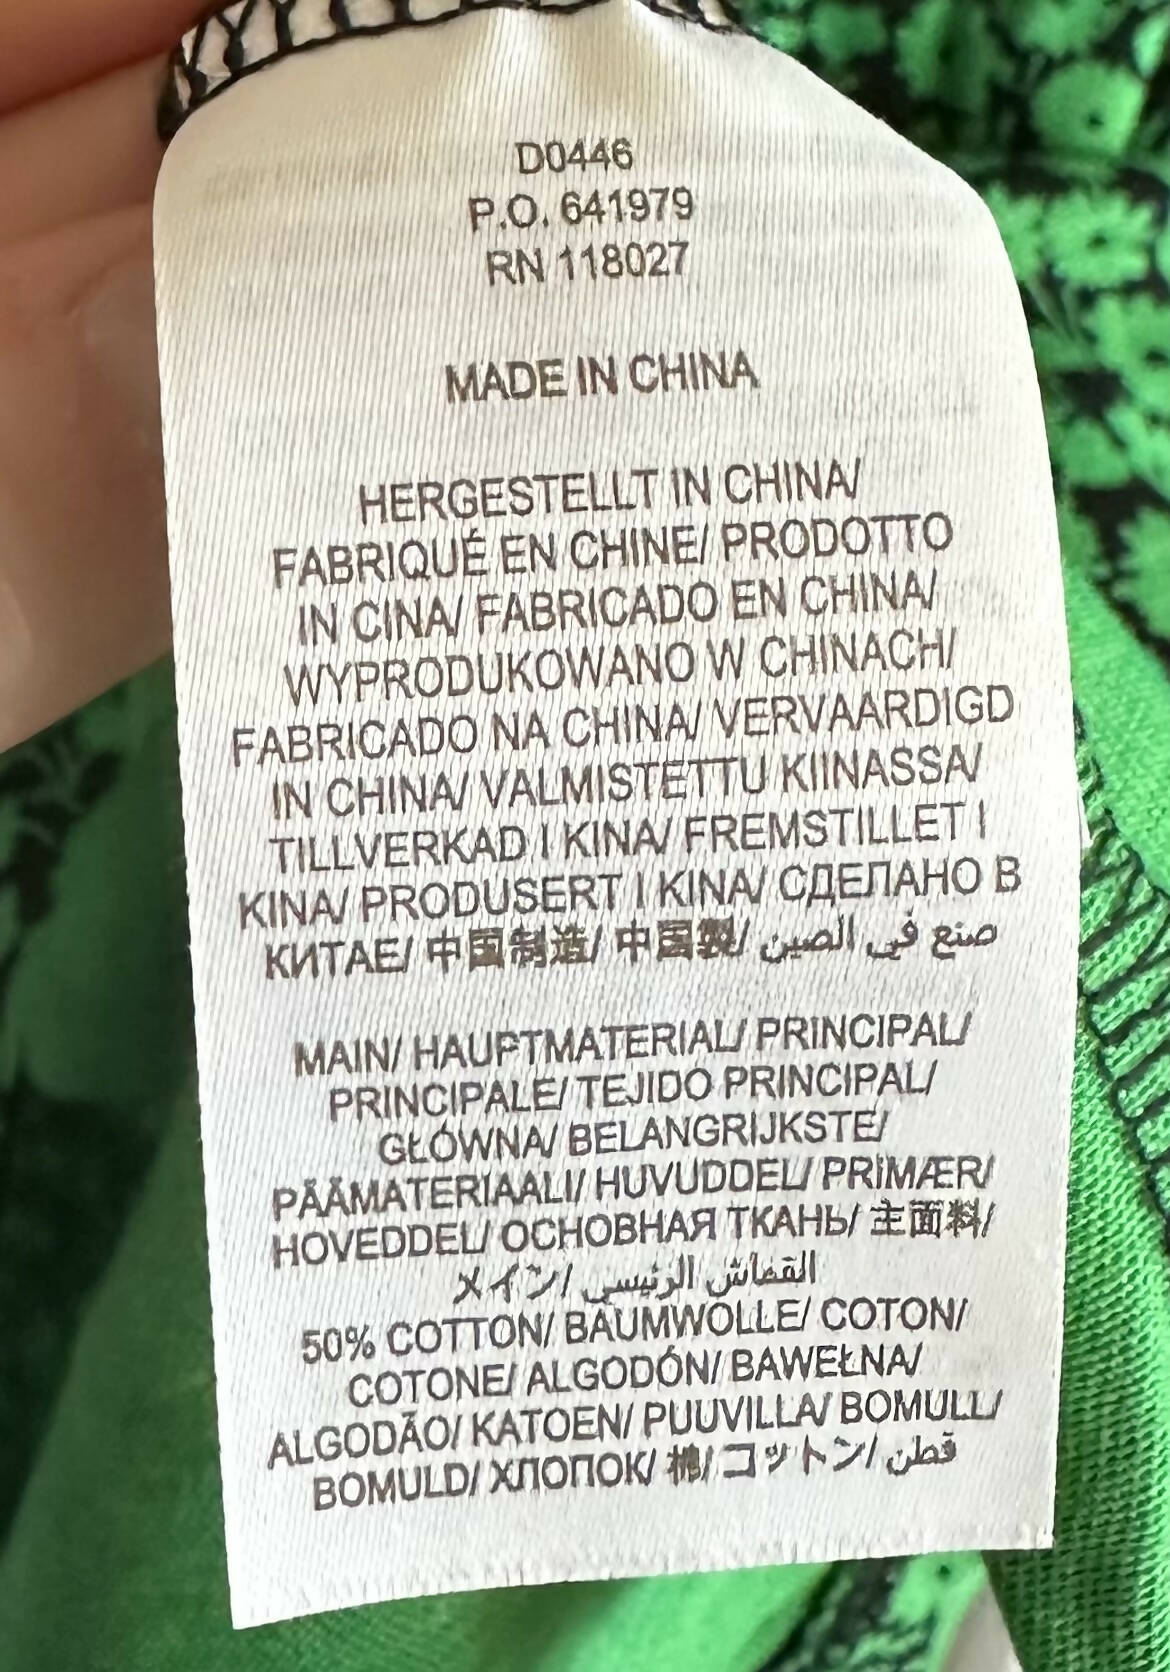 D0446
P.O. 641979
RN 118027
MADE IN CHINA
HERGESTELLT IN CHINA/
FABRIQUÉ EN CHINE/ PRODOTTO
IN CINA/ FABRICADO EN CHINA/
WYPRODUKOWANO W CHINACH/
FABRICADO NA CHINA/ VERVAARDIGD
IN CHINA/ VALMISTETTU KIINASSA/
TILLVERKAD I KINA/ FREMSTILLET I
KINA/ PRODUSERT I KINA/ СДЕЛАНО В
КИТАЕ/ 中国制造/ 中国製/ صنع في الصين
MAIN/ HAUPTMATERIAL/ PRINCIPAL/
PRINCIPALE/ TEJIDO PRINCIPAL/
GŁÓWNA/ BELANGRIJKSTE/
PÄÄMATERIAALI/ HUVUDDEL/ PRIMÆR/
HOVEDDEL/ ОСНОВНАЯ ТКАНЬ/ 主面料/
メイン/ القماش الرئيسي
50% COTTON/ BAUMWOLLE/ COTON/
COTONE/ ALGODÓN/ BAWEŁNA/
ALGODÃO/ KATOEN/ PUUVILLA/ BOMULL/
BOMULD/ ХЛОПОК/ 棉/ コットン/ قطن